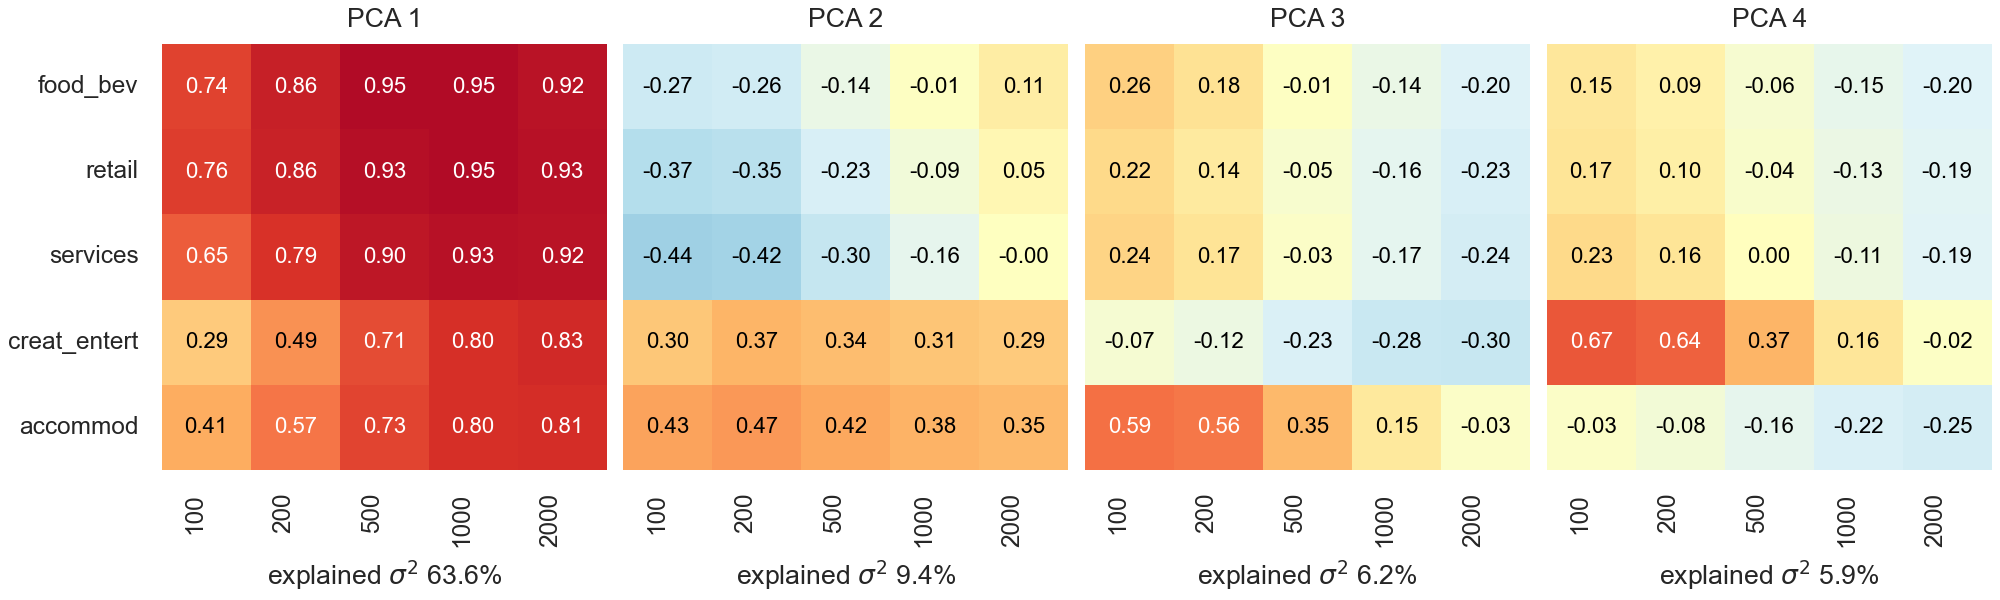 PCA 1 PCA 2 PCA 3 PCA 4
food_bev 0.74 0.86 0.95 0.95 0.92 -0.27 -0.26 -0.14 -0.01 0.11 0.26 0.18 -0.01 -0.14 -0.20 0.15 0.09 -0.06 -0.15 -0.20
retail 0.76 0.86 0.93 0.95 0.93 -0.37 -0.35 -0.23 -0.09 0.05 0.22 0.14 -0.05 -0.16 -0.23 0.17 0.10 -0.04 -0.13 -0.19
services 0.65 0.79 0.90 0.93 0.92 -0.44 -0.42 -0.30 -0.16 -0.00 0.24 0.17 -0.03 -0.17 -0.24 0.23 0.16 0.00 -0.11 -0.19
creat_entert 0.29 0.49 0.71 0.80 0.83 0.30 0.37 0.34 0.31 0.29 -0.07 -0.12 -0.23 -0.28 -0.30 0.67 0.64 0.37 0.16 -0.02
accommod 0.41 0.57 0.73 0.80 0.81 0.43 0.47 0.42 0.38 0.35 0.59 0.56 0.35 0.15 -0.03 -0.03 -0.08 -0.16 -0.22 -0.25
100 200 500 1000 2000 100 200 500 1000 2000 100 200 500 1000 2000 100 200 500 1000 2000
explained σ² 63.6% explained σ² 9.4% explained σ² 6.2% explained σ² 5.9%